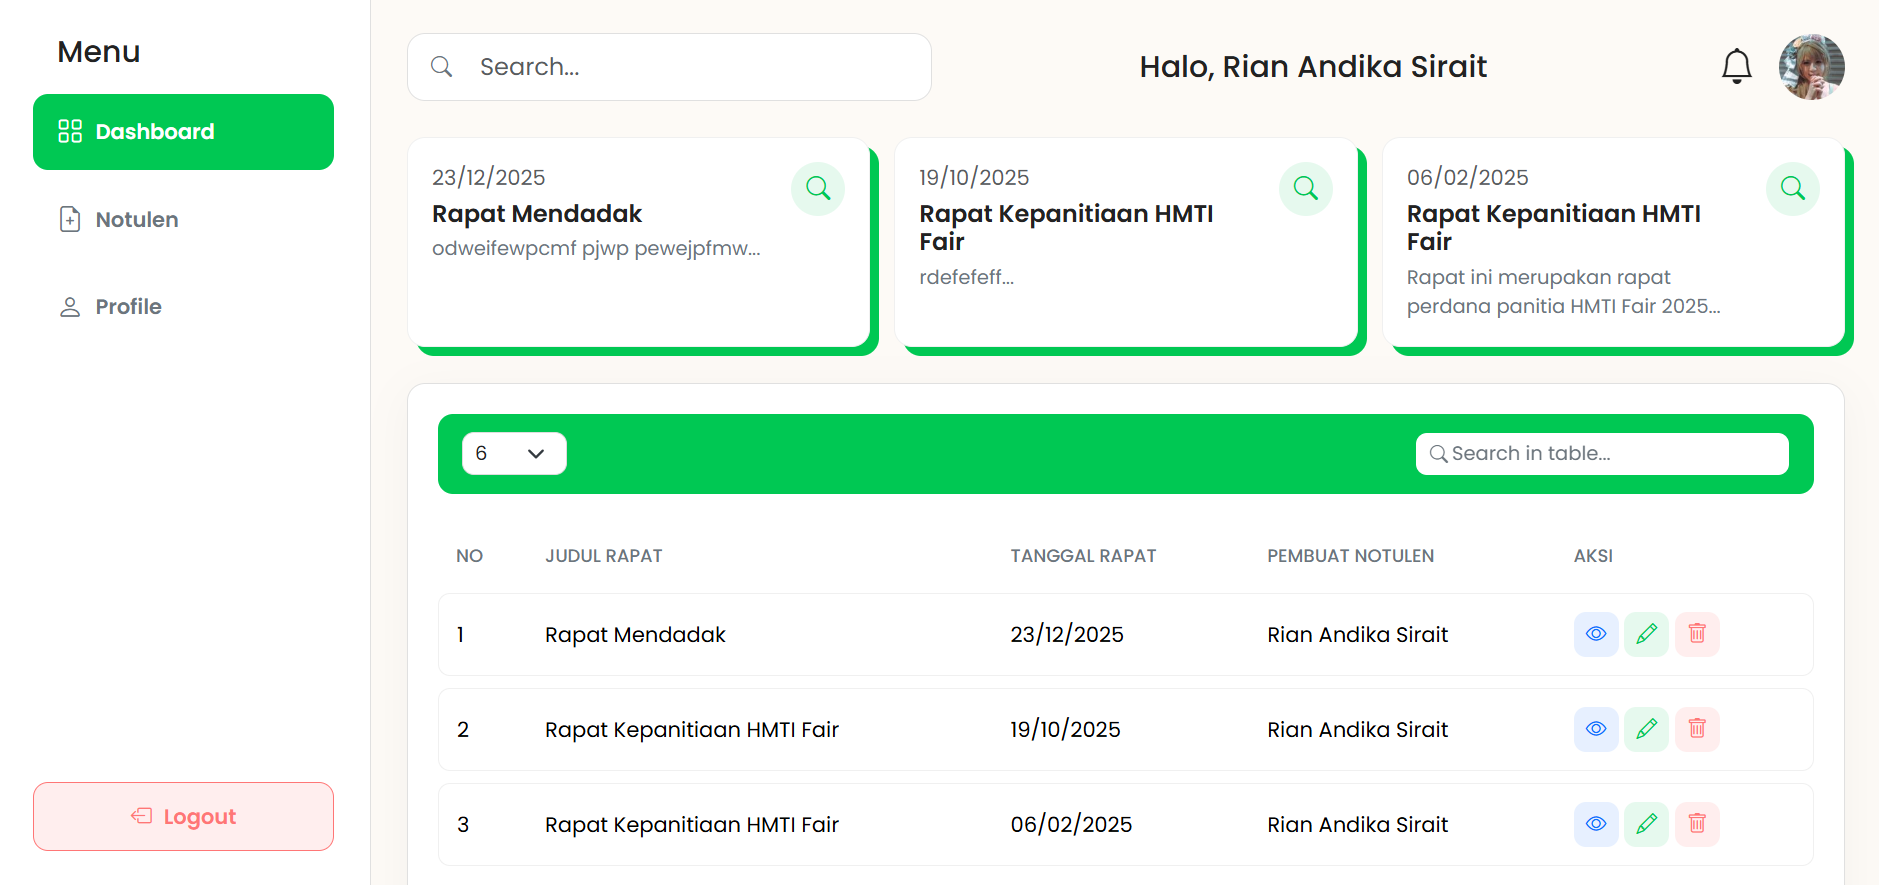 Menu
Dashboard
Notulen
Profile
Logout
Search...
Halo, Rian Andika Sirait
23/12/2025
Rapat Mendadak
odweifewpcmf pjwp pewejpfmw...
19/10/2025
Rapat Kepanitiaan HMTI
Fair
rdefefeff...
06/02/2025
Rapat Kepanitiaan HMTI
Fair
Rapat ini merupakan rapat
perdana panitia HMTI Fair 2025...
6
Search in table...
NO JUDUL RAPAT TANGGAL RAPAT PEMBUAT NOTULEN AKSI
1 Rapat Mendadak 23/12/2025 Rian Andika Sirait
2 Rapat Kepanitiaan HMTI Fair 19/10/2025 Rian Andika Sirait
3 Rapat Kepanitiaan HMTI Fair 06/02/2025 Rian Andika Sirait